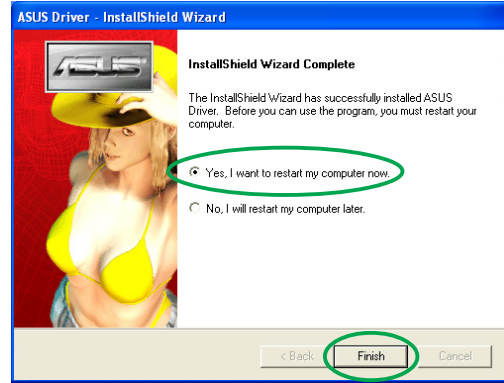 ASUS Driver - InstallShield Wizard
ASUS
InstallShield Wizard Complete
The InstallShield Wizard has successfully installed ASUS
Driver. Before you can use the program, you must restart your
computer.
Yes, I want to restart my computer now.
No, I will restart my computer later.
< Back
Finish
Cancel